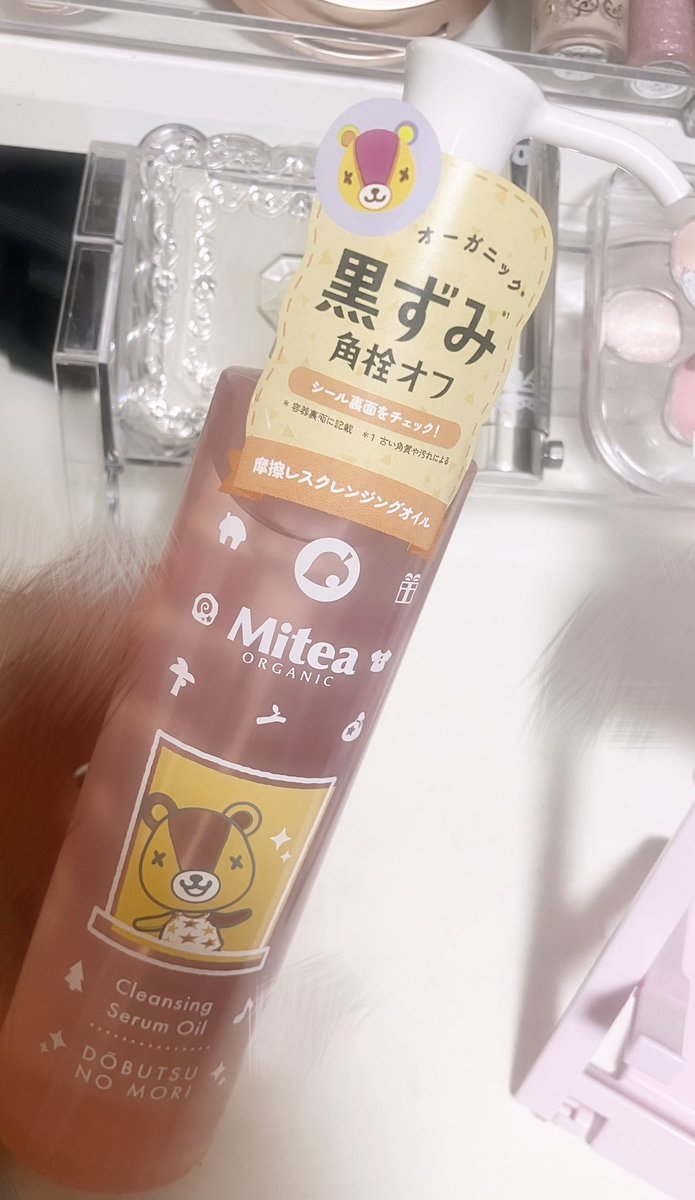 オーガニック*
黒ずみ*1
角栓オフ
シール裏面をチェック!
*容器裏面に記載 *1 古い角質や汚れによる
摩擦レスクレンジングオイル
Mitea
ORGANIC
Cleansing
Serum Oil
DŌBUTSU
NO MORI